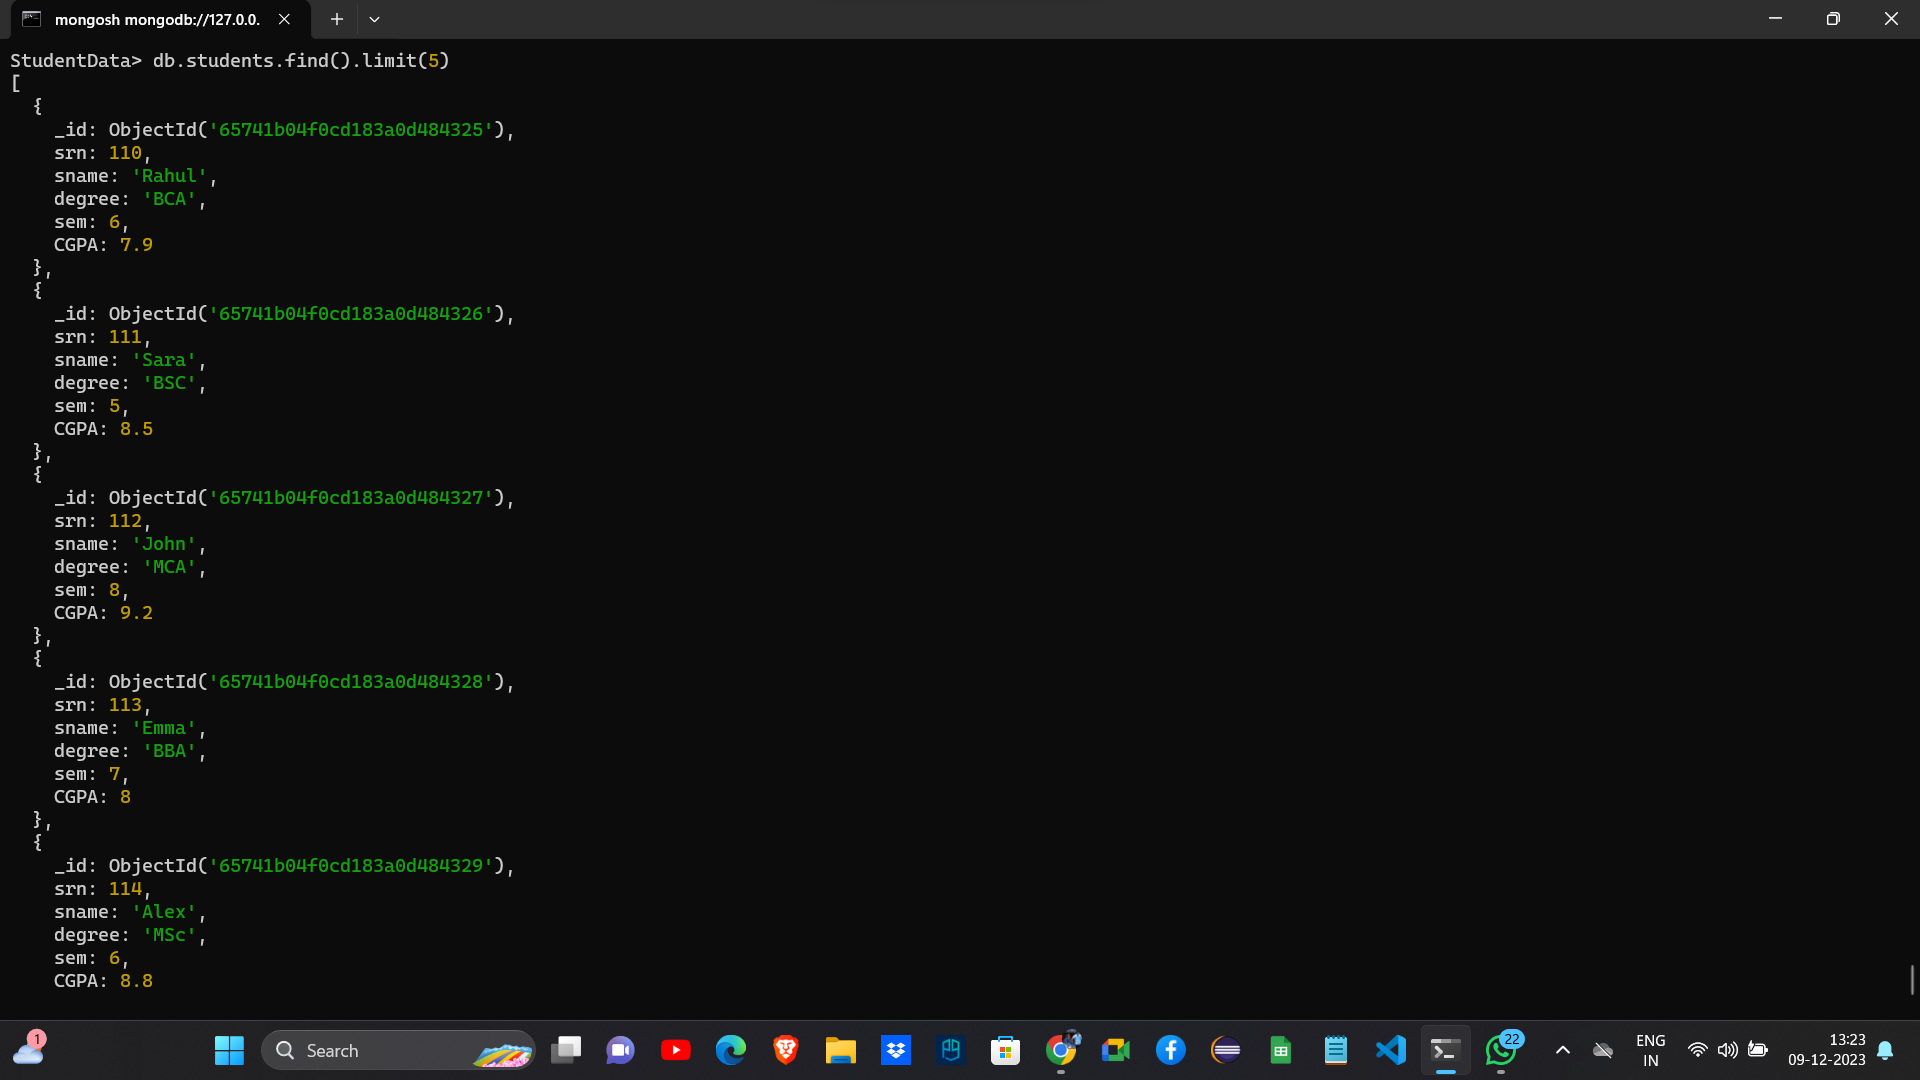 mongosh mongodb://127.0.0.
StudentData> db.students.find().limit(5)
[
  {
    _id: ObjectId('65741b04f0cd183a0d484325'),
    srn: 110,
    sname: 'Rahul',
    degree: 'BCA',
    sem: 6,
    CGPA: 7.9
  },
  {
    _id: ObjectId('65741b04f0cd183a0d484326'),
    srn: 111,
    sname: 'Sara',
    degree: 'BSC',
    sem: 5,
    CGPA: 8.5
  },
  {
    _id: ObjectId('65741b04f0cd183a0d484327'),
    srn: 112,
    sname: 'John',
    degree: 'MCA',
    sem: 8,
    CGPA: 9.2
  },
  {
    _id: ObjectId('65741b04f0cd183a0d484328'),
    srn: 113,
    sname: 'Emma',
    degree: 'BBA',
    sem: 7,
    CGPA: 8
  },
  {
    _id: ObjectId('65741b04f0cd183a0d484329'),
    srn: 114,
    sname: 'Alex',
    degree: 'MSc',
    sem: 6,
    CGPA: 8.8
1
Search
22
ENG
IN
13:23
09-12-2023